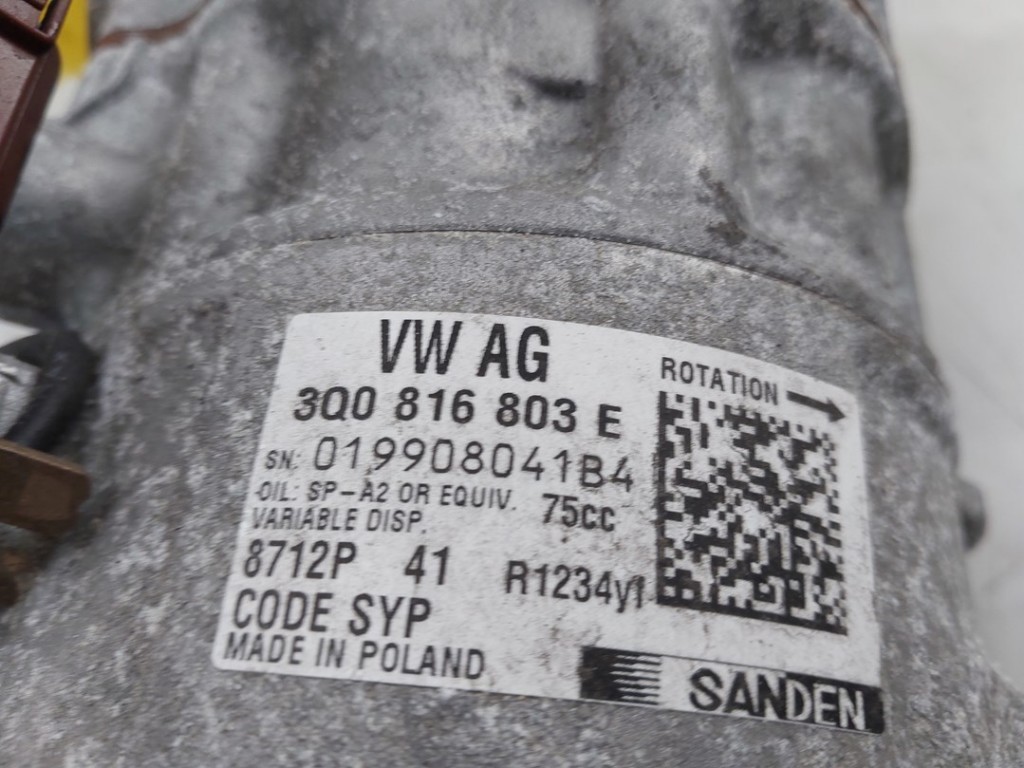 VW AG
3Q0 816 803 E
ROTATION
SN: 019908041B4
OIL: SP-A2 OR EQUIV. 75cc
VARIABLE DISP.
8712P 41 R1234yf
CODE SYP
MADE IN POLAND
SANDEN